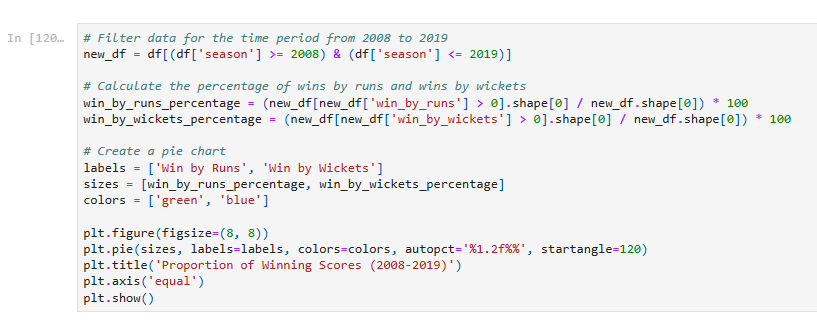 In [120…
# Filter data for the time period from 2008 to 2019
new_df = df[(df['season'] >= 2008) & (df['season'] <= 2019)]
# Calculate the percentage of wins by runs and wins by wickets
win_by_runs_percentage = (new_df[new_df['win_by_runs'] > 0].shape[0] / new_df.shape[0]) * 100
win_by_wickets_percentage = (new_df[new_df['win_by_wickets'] > 0].shape[0] / new_df.shape[0]) * 100
# Create a pie chart
labels = ['Win by Runs', 'Win by Wickets']
sizes = [win_by_runs_percentage, win_by_wickets_percentage]
colors = ['green', 'blue']
plt.figure(figsize=(8, 8))
plt.pie(sizes, labels=labels, colors=colors, autopct='%1.2f%%', startangle=120)
plt.title('Proportion of Winning Scores (2008-2019)')
plt.axis('equal')
plt.show()